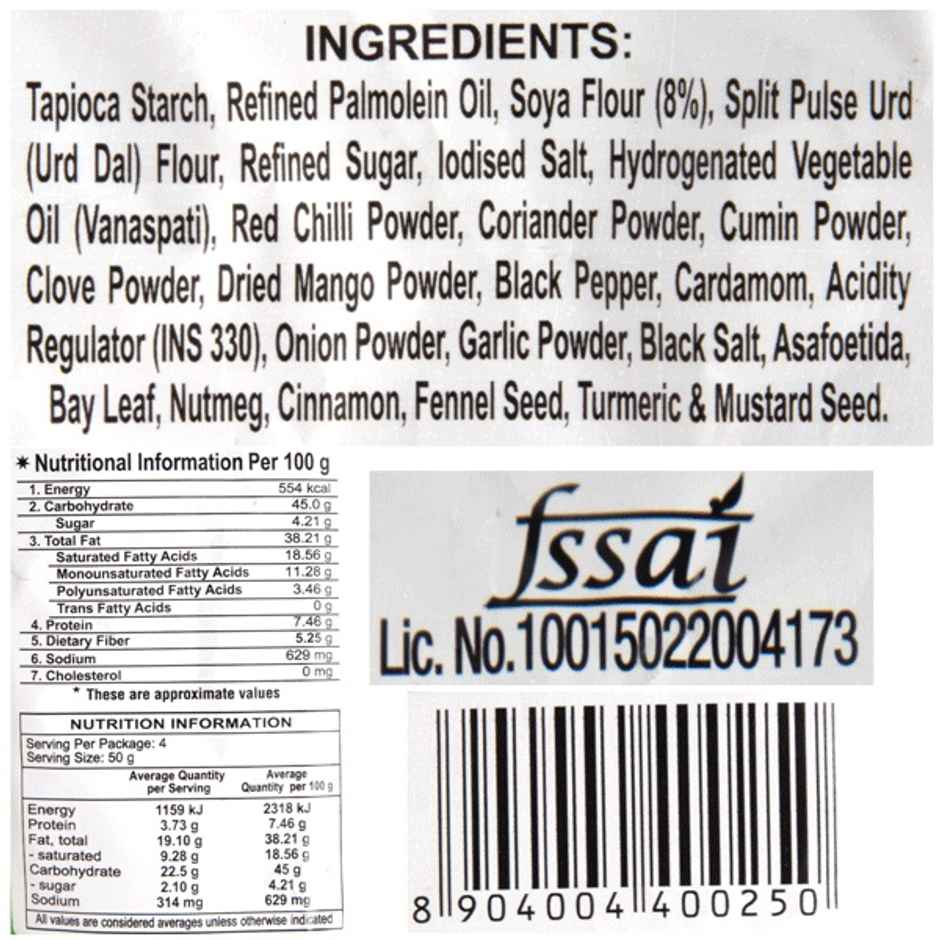 INGREDIENTS:
Tapioca Starch, Refined Palmolein Oil, Soya Flour (8%), Split Pulse Urd
(Urd Dal) Flour, Refined Sugar, Iodised Salt, Hydrogenated Vegetable
Oil (Vanaspati), Red Chilli Powder, Coriander Powder, Cumin Powder,
Clove Powder, Dried Mango Powder, Black Pepper, Cardamom, Acidity
Regulator (INS 330), Onion Powder, Garlic Powder, Black Salt, Asafoetida,
Bay Leaf, Nutmeg, Cinnamon, Fennel Seed, Turmeric & Mustard Seed.
* Nutritional Information Per 100 g
1. Energy 554 kcal
2. Carbohydrate 45.0 g
Sugar 4.21 g
3. Total Fat 38.21 g
Saturated Fatty Acids 18.56 g
Monounsaturated Fatty Acids 11.28 g
Polyunsaturated Fatty Acids 3.46 g
Trans Fatty Acids 0 g
4. Protein 7.46 g
5. Dietary Fiber 5.25 g
6. Sodium 629 mg
7. Cholesterol 0 mg
* These are approximate values
NUTRITION INFORMATION
Serving Per Package: 4
Serving Size: 50 g
Average Quantity Average
per Serving Quantity per 100 g
Energy 1159 kJ 2318 kJ
Protein 3.73 g 7.46 g
Fat, total 19.10 g 38.21 g
- saturated 9.28 g 18.56 g
Carbohydrate 22.5 g 45 g
- sugar 2.10 g 4.21 g
Sodium 314 mg 629 mg
All values are considered averages unless otherwise indicated
fssai
Lic. No.10015022004173
8 904004 400250